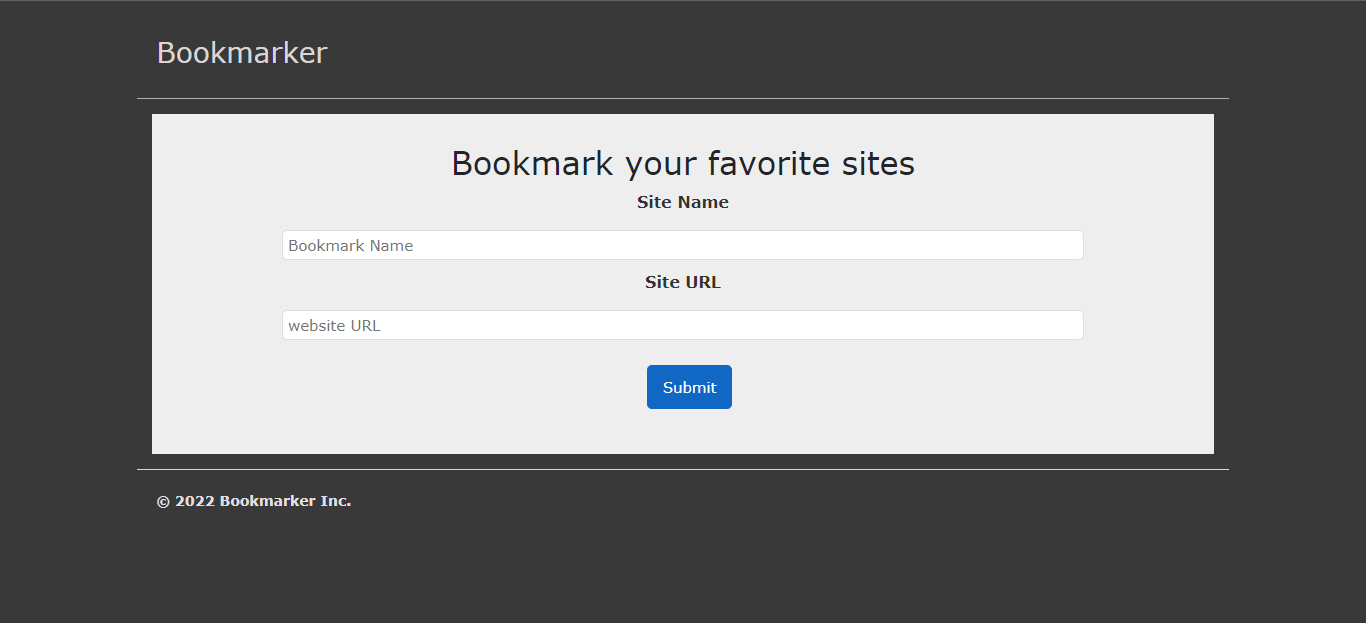 Bookmarker
Bookmark your favorite sites
Site Name
Bookmark Name
Site URL
website URL
Submit
© 2022 Bookmarker Inc.